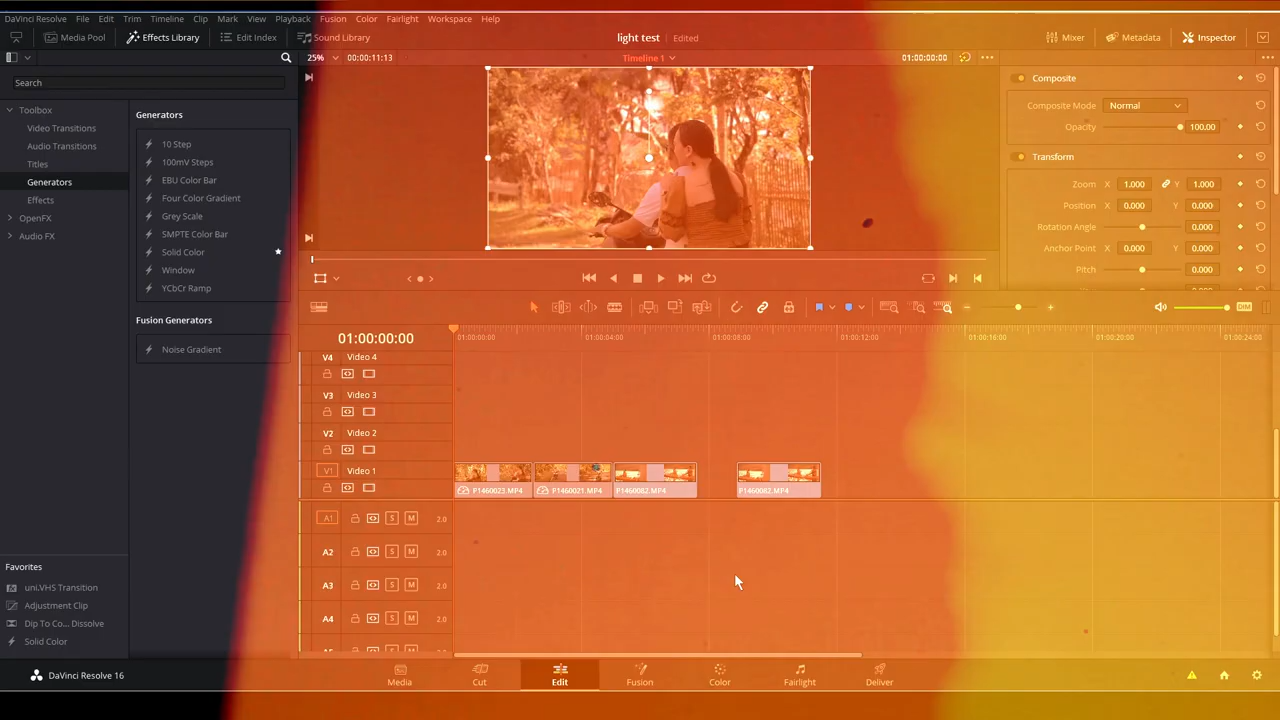 DaVinci Resolve File Edit Trim Timeline Clip Mark View Playback Fusion Color Fairlight Workspace Help
Media Pool Effects Library Edit Index Sound Library light test Edited Mixer Metadata Inspector
25% 00:00:11:13 Timeline 1 01:00:00:00
Search
Toolbox
Video Transitions
Audio Transitions
Titles
Generators
Effects
OpenFX
Audio FX
Generators
10 Step
100mV Steps
EBU Color Bar
Four Color Gradient
Grey Scale
SMPTE Color Bar
Solid Color
Window
YCbCr Ramp
Fusion Generators
Noise Gradient
Favorites
uni.VHS Transition
Adjustment Clip
Dip To Co... Dissolve
Solid Color
Composite
Composite Mode Normal
Opacity 100.00
Transform
Zoom X 1.000 Y 1.000
Position X 0.000 Y 0.000
Rotation Angle 0.000
Anchor Point X 0.000 Y 0.000
Pitch 0.000
DIM
01:00:00:00 01:00:00:00 01:00:04:00 01:00:08:00 01:00:12:00 01:00:16:00 01:00:20:00 01:00:24:00
V4 Video 4
V3 Video 3
V2 Video 2
V1 Video 1
P1460023.MP4 P1460021.MP4 P1460082.MP4 P1460082.MP4
A1 S M 2.0
A2 S M 2.0
A3 S M 2.0
A4 S M 2.0
DaVinci Resolve 16
Media Cut Edit Fusion Color Fairlight Deliver